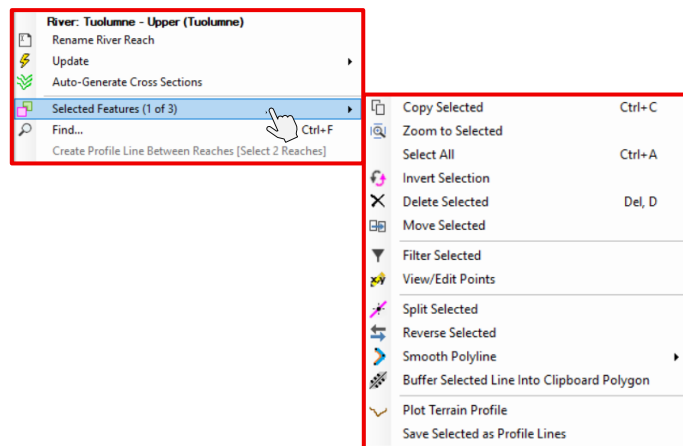 River: Tuolumne - Upper (Tuolumne)
Rename River Reach
Update
Auto-Generate Cross Sections
Selected Features (1 of 3)
Find... Ctrl+F
Create Profile Line Between Reaches [Select 2 Reaches]
Copy Selected Ctrl+C
Zoom to Selected
Select All Ctrl+A
Invert Selection
Delete Selected Del, D
Move Selected
Filter Selected
View/Edit Points
Split Selected
Reverse Selected
Smooth Polyline
Buffer Selected Line Into Clipboard Polygon
Plot Terrain Profile
Save Selected as Profile Lines